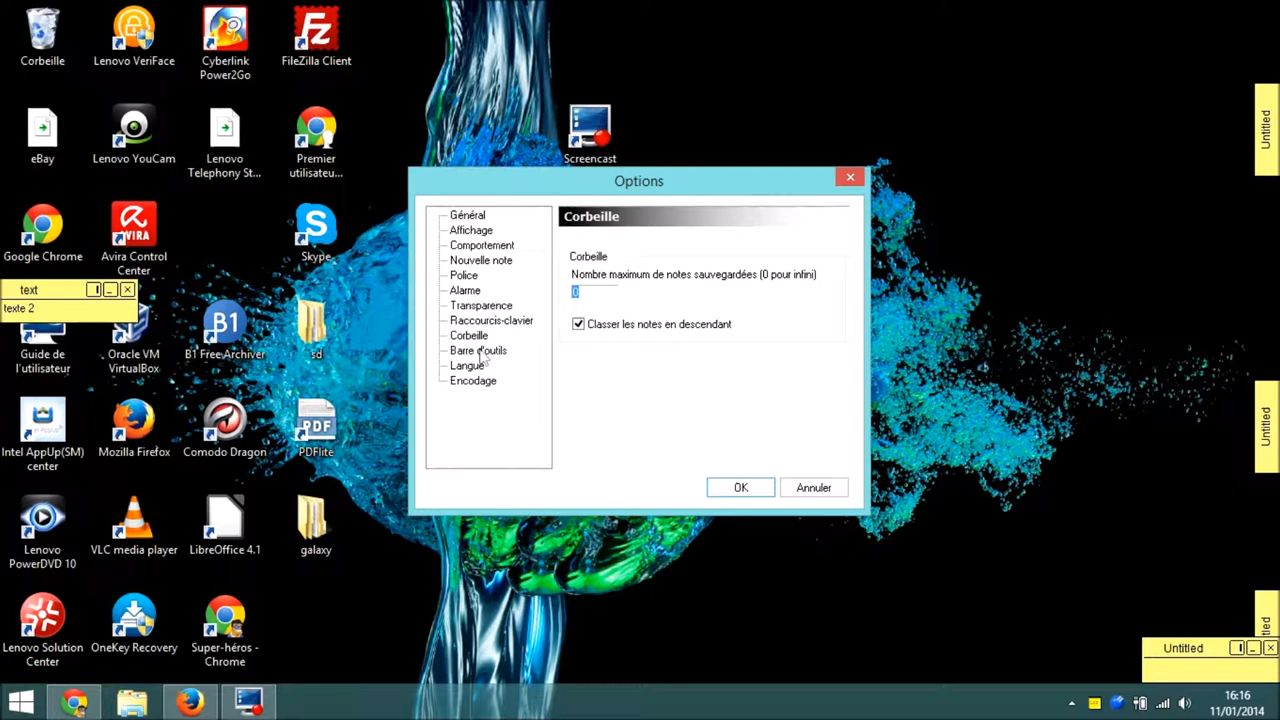 Corbeille
Lenovo VeriFace
Cyberlink
Power2Go
FileZilla Client
eBay
Lenovo YouCam
Lenovo
Telephony St...
Premier
utilisateu...
Screencast
Google Chrome
Avira Control
Center
Skype
text
texte 2
Guide de
l'utilisateur
Oracle VM
VirtualBox
B1 Free Archiver
sd
Intel AppUp(SM)
center
Mozilla Firefox
Comodo Dragon
PDF
PDFlite
Lenovo
PowerDVD 10
VLC media player
LibreOffice 4.1
galaxy
Lenovo Solution
Center
OneKey Recovery
Super-héros -
Chrome
Options
Général
Affichage
Comportement
Nouvelle note
Police
Alarme
Transparence
Raccourcis-clavier
Corbeille
Barre d'outils
Langue
Encodage
Corbeille
Corbeille
Nombre maximum de notes sauvegardées (0 pour infini)
0
Classer les notes en descendant
OK
Annuler
Untitled
Untitled
Untitled
16:16
11/01/2014